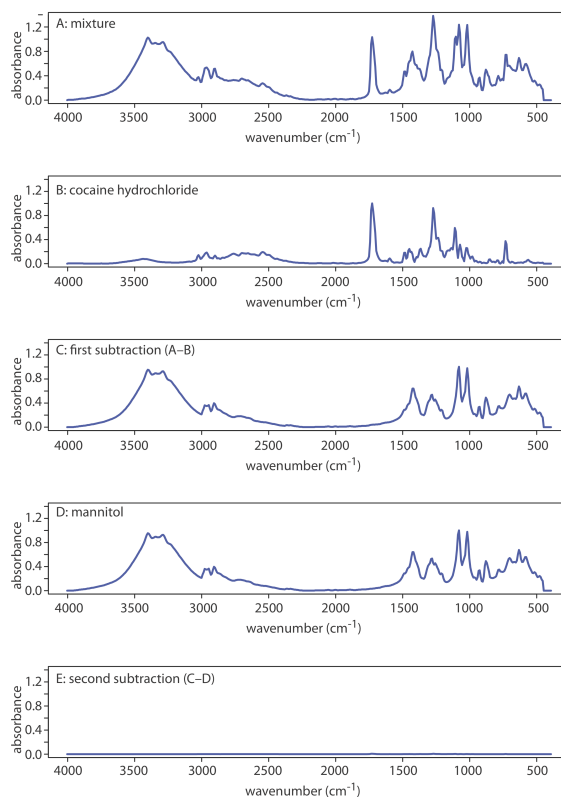 A: mixture
absorbance
1.2
0.8
0.4
0.0
4000 3500 3000 2500 2000 1500 1000 500
wavenumber (cm-1)
B: cocaine hydrochloride
absorbance
1.2
0.8
0.4
0.0
4000 3500 3000 2500 2000 1500 1000 500
wavenumber (cm-1)
C: first subtraction (A–B)
absorbance
1.2
0.8
0.4
0.0
4000 3500 3000 2500 2000 1500 1000 500
wavenumber (cm-1)
D: mannitol
absorbance
1.2
0.8
0.4
0.0
4000 3500 3000 2500 2000 1500 1000 500
wavenumber (cm-1)
E: second subtraction (C–D)
absorbance
1.2
0.8
0.4
0.0
4000 3500 3000 2500 2000 1500 1000 500
wavenumber (cm-1)